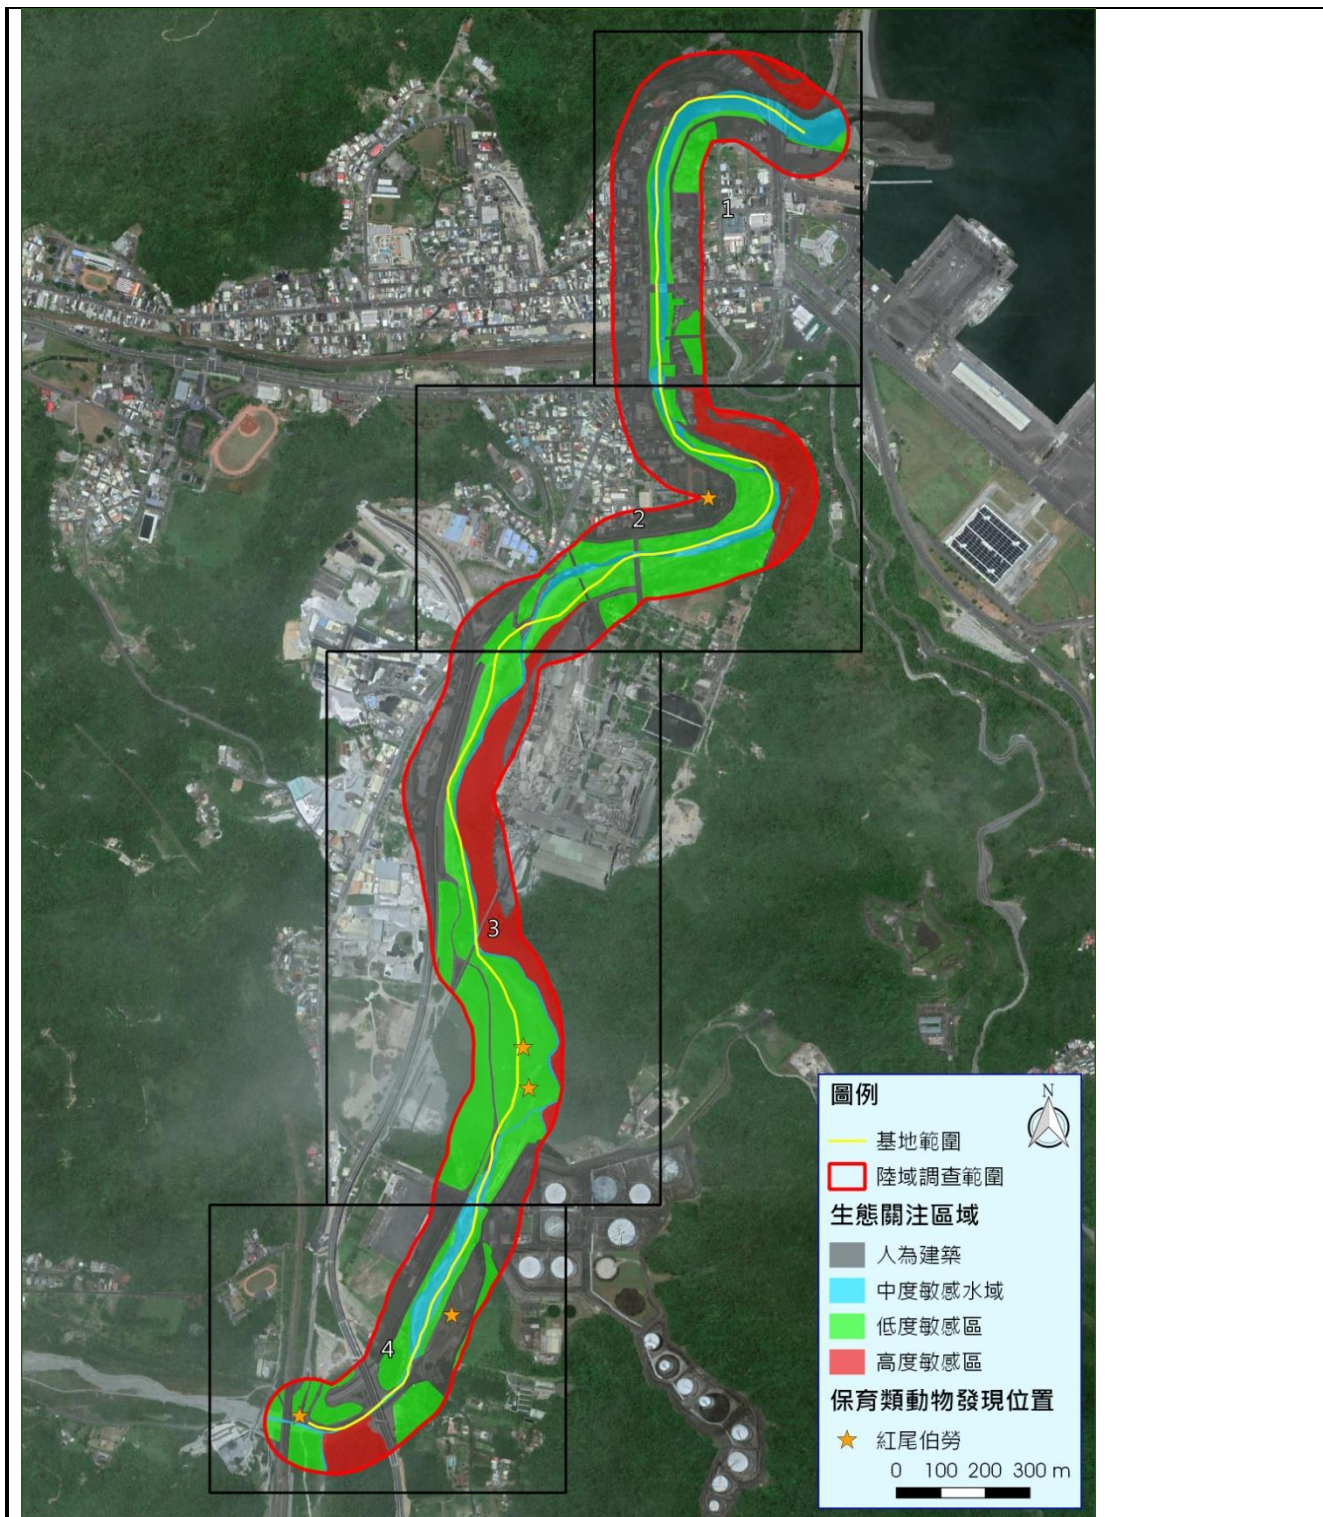 1
2
3
4
圖例
N
基地範圍
陸域調查範圍
生態關注區域
人為建築
中度敏感水域
低度敏感區
高度敏感區
保育類動物發現位置
紅尾伯勞
0 100 200 300 m